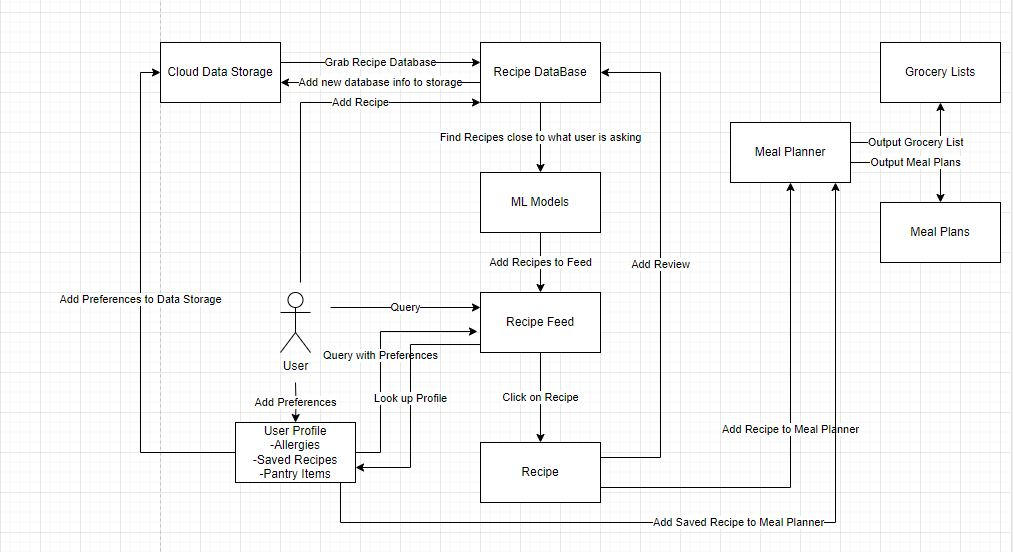 Cloud Data Storage
Grab Recipe Database
Add new database info to storage
Add Recipe
Recipe DataBase
Grocery Lists
Find Recipes close to what user is asking
Meal Planner
Output Grocery List
Output Meal Plans
ML Models
Meal Plans
Add Recipes to Feed
Add Review
Add Preferences to Data Storage
Query
Recipe Feed
Query with Preferences
User
Look up Profile
Click on Recipe
Add Preferences
User Profile
-Allergies
-Saved Recipes
-Pantry Items
Add Recipe to Meal Planner
Recipe
Add Saved Recipe to Meal Planner